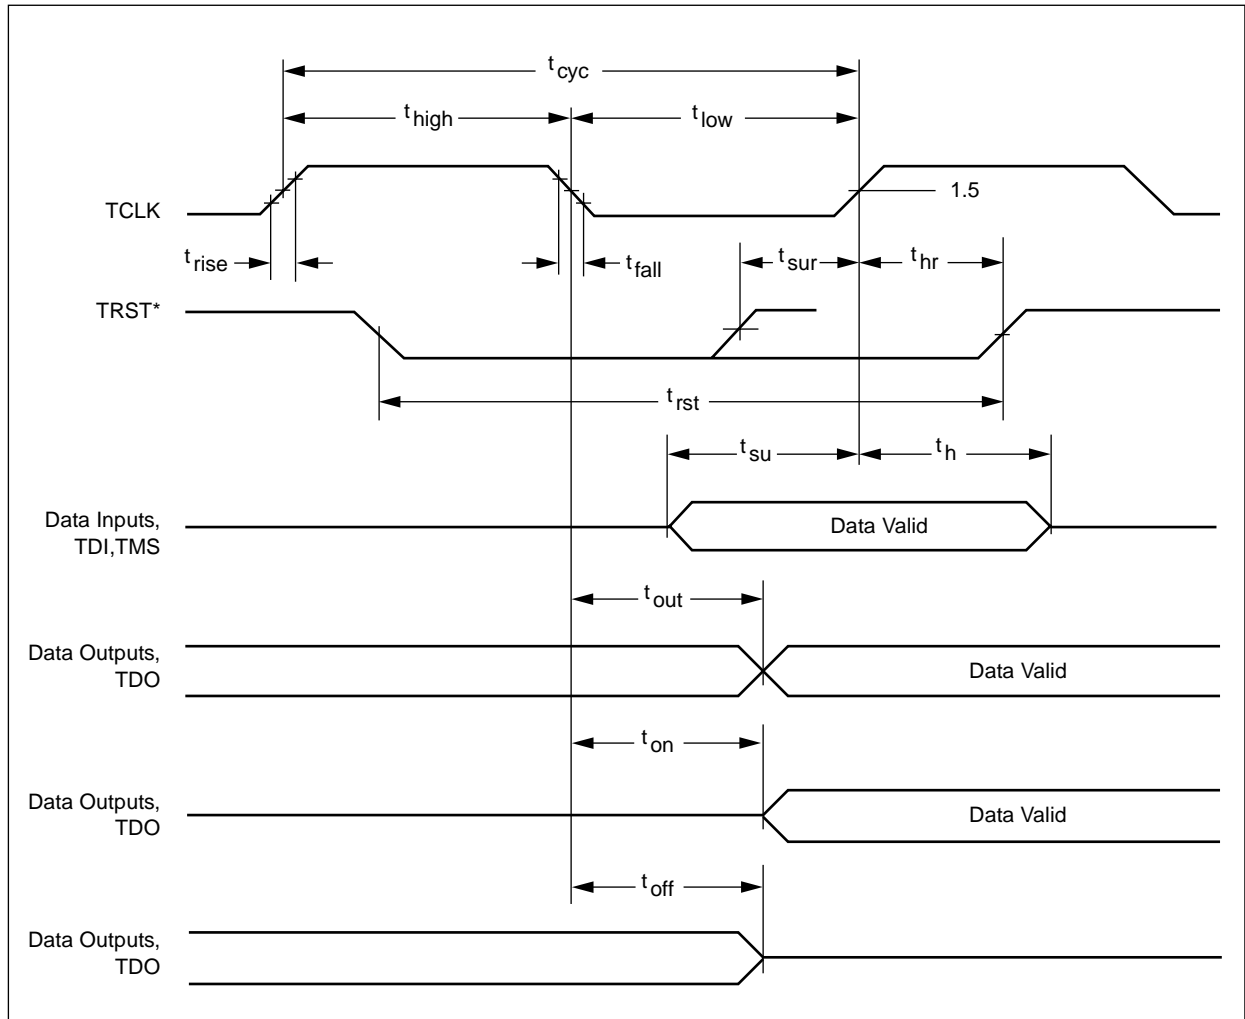 t cyc
t high
t low
TCLK
1.5
t rise
t fall
t sur
t hr
TRST*
t rst
t su
t h
Data Inputs,
TDI,TMS
Data Valid
t out
Data Outputs,
TDO
Data Valid
t on
Data Outputs,
TDO
Data Valid
t off
Data Outputs,
TDO